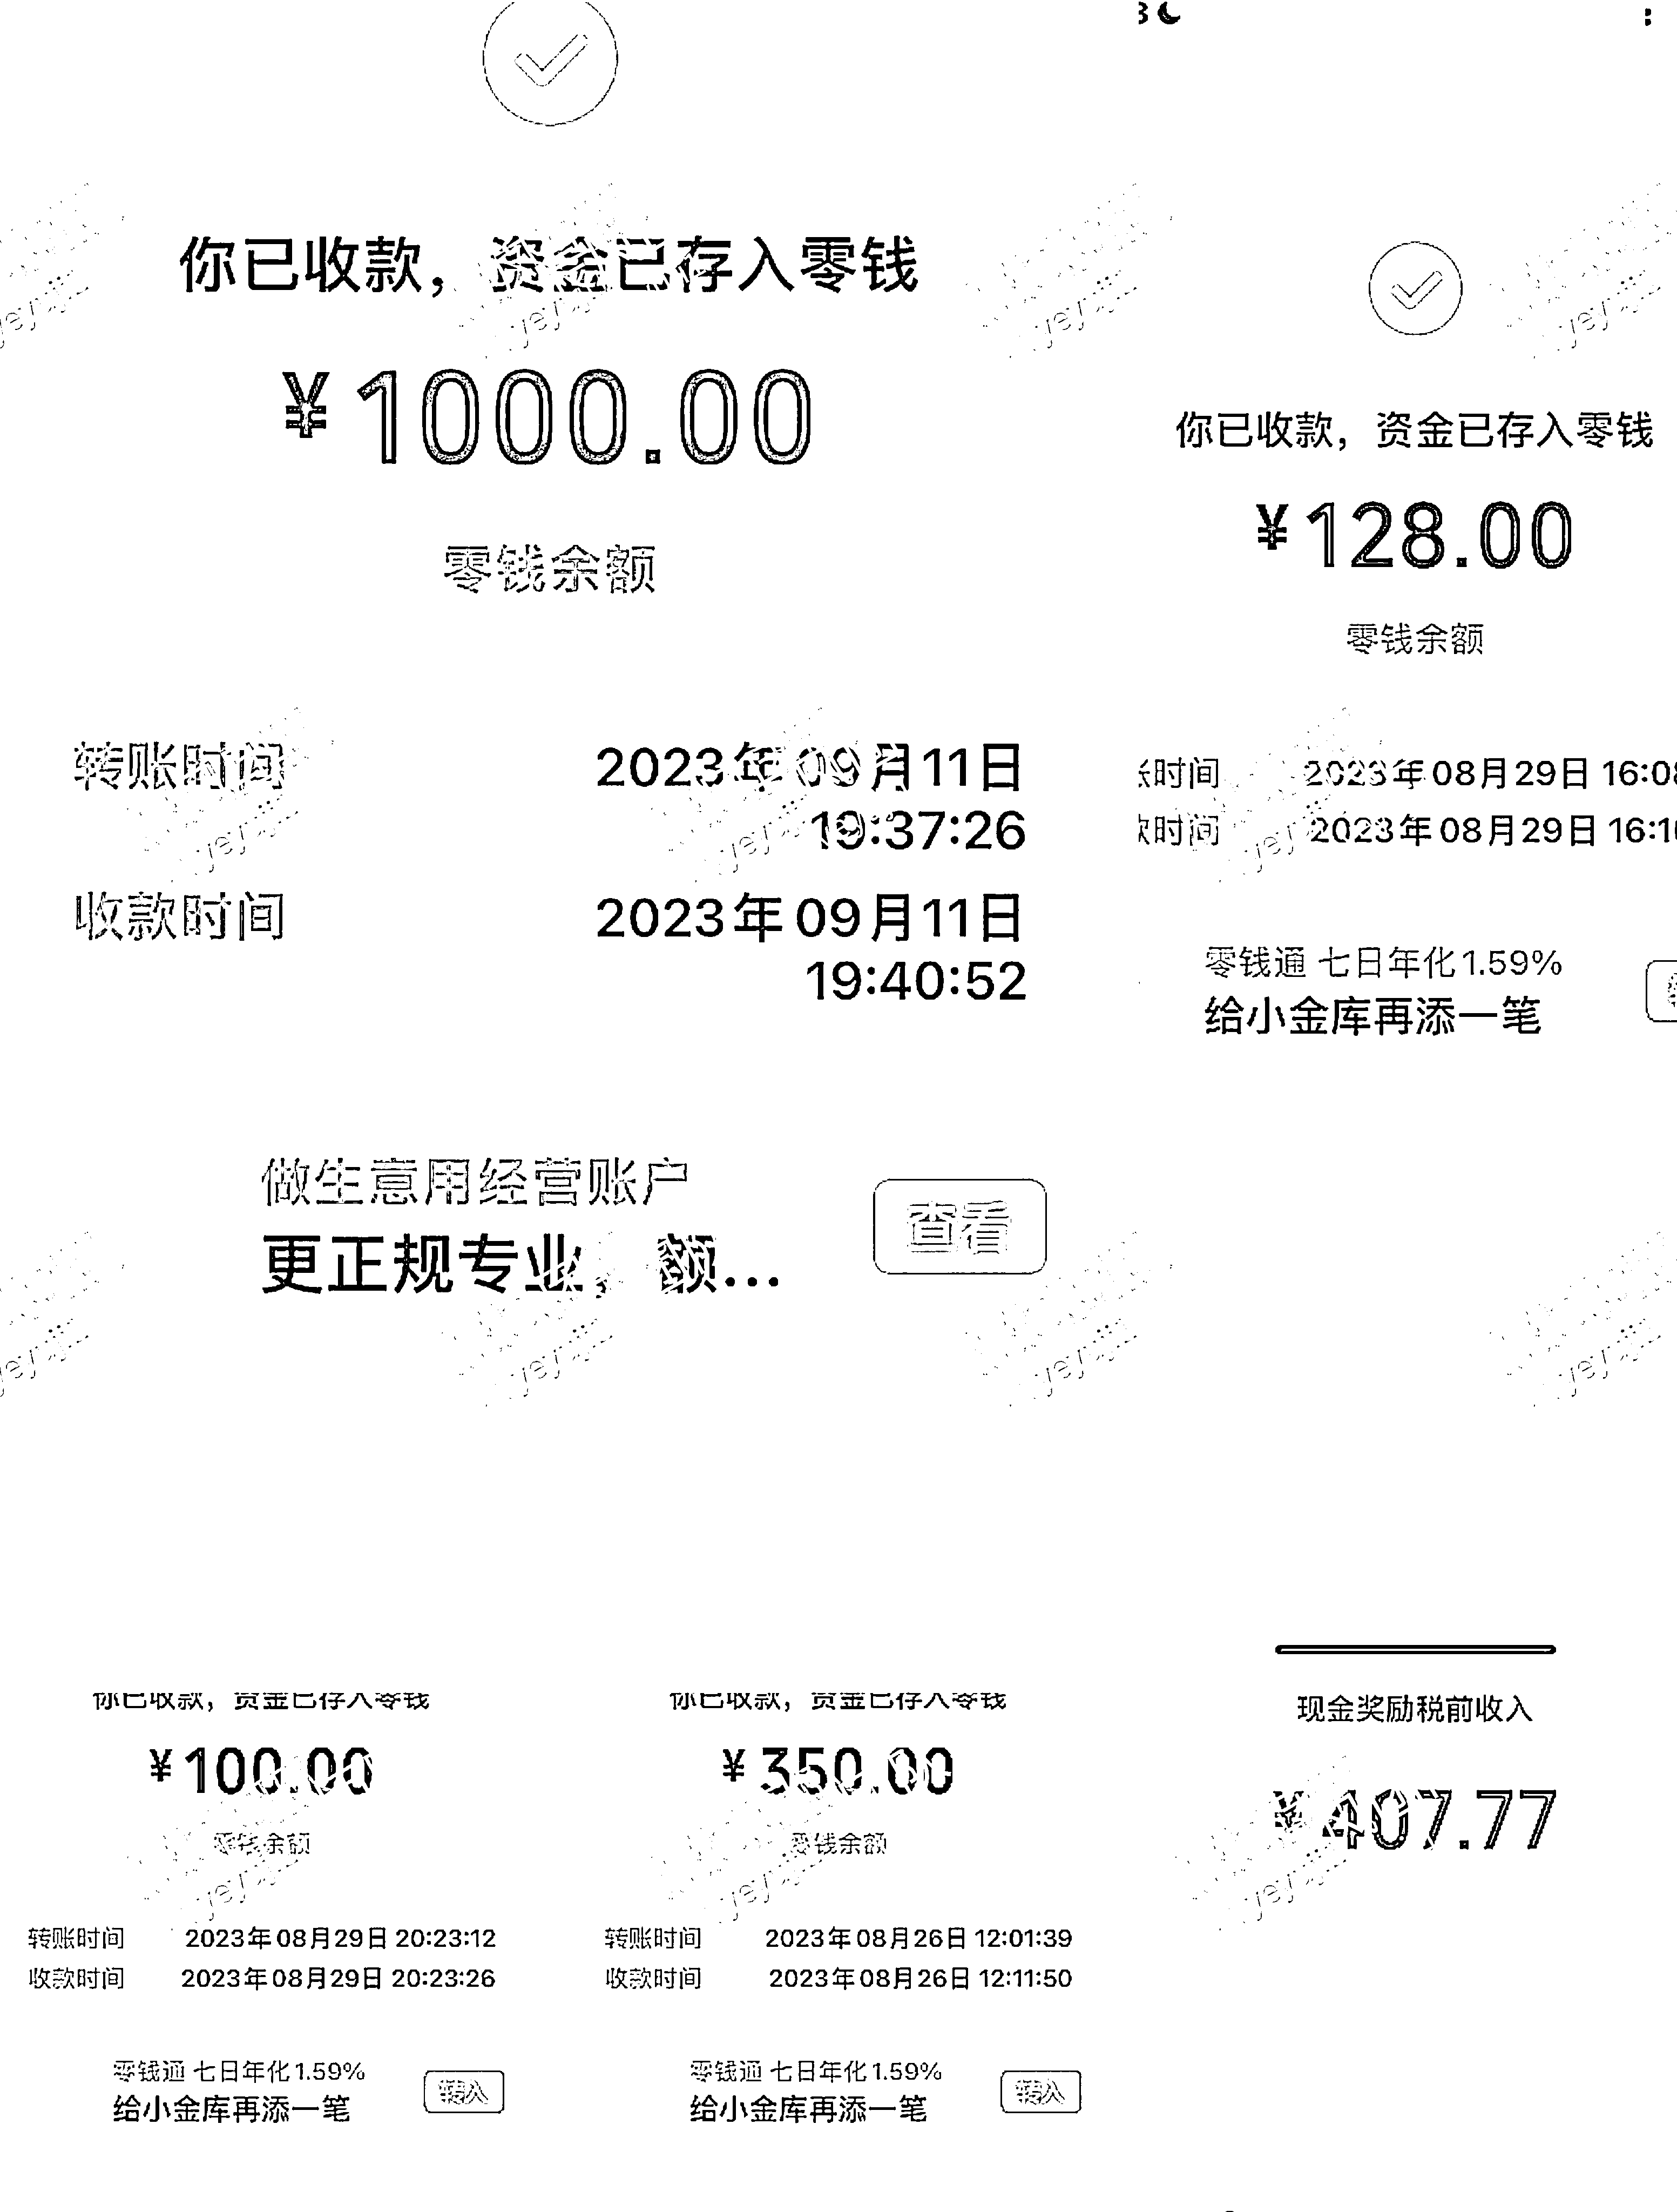 你已收款，资金已存入零钱
¥1000.00
零钱余额
转账时间 2023年09月11日
19:37:26
收款时间 2023年09月11日
19:40:52
做生意用经营账户
更正规专业，额...
查看
你已收款，资金已存入零钱
¥128.00
零钱余额
时间 2023年08月29日 16:08
时间 2023年08月29日
零钱通 七日年化1.59%
给小金库再添一笔
你已收款，资金已存入零钱
¥100.00
零钱余额
转账时间 2023年08月29日 20:23:12
收款时间 2023年08月29日 20:23:26
零钱通 七日年化1.59%
给小金库再添一笔
转入
你已收款，资金已存入零钱
¥350.00
零钱余额
转账时间 2023年08月26日 12:01:39
收款时间 2023年08月26日 12:11:50
零钱通 七日年化1.59%
给小金库再添一笔
转入
现金奖励税前收入
¥407.77